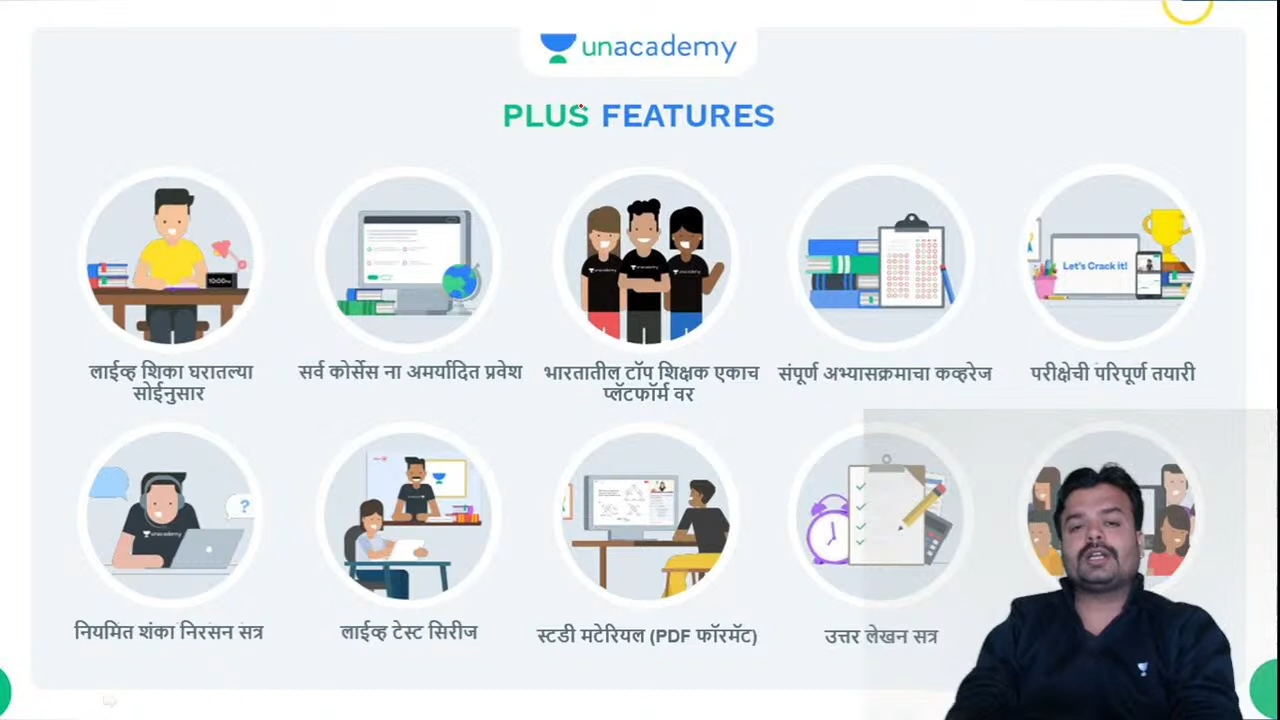 unacademy
PLUS FEATURES
Let's Crack it!
unacademy
लाईव्ह शिका घरातल्या
सोईनुसार
सर्व कोर्सेस ना अमर्यादित प्रवेश
भारतातील टॉप शिक्षक एकाच
प्लॅटफॉर्म वर
संपूर्ण अभ्यासक्रमाचा कव्हरेज
परीक्षेची परिपूर्ण तयारी
?
unacademy
नियमित शंका निरसन सत्र
लाईव्ह टेस्ट सिरीज
स्टडी मटेरियल (PDF फॉरमॅट)
उत्तर लेखन सत्र